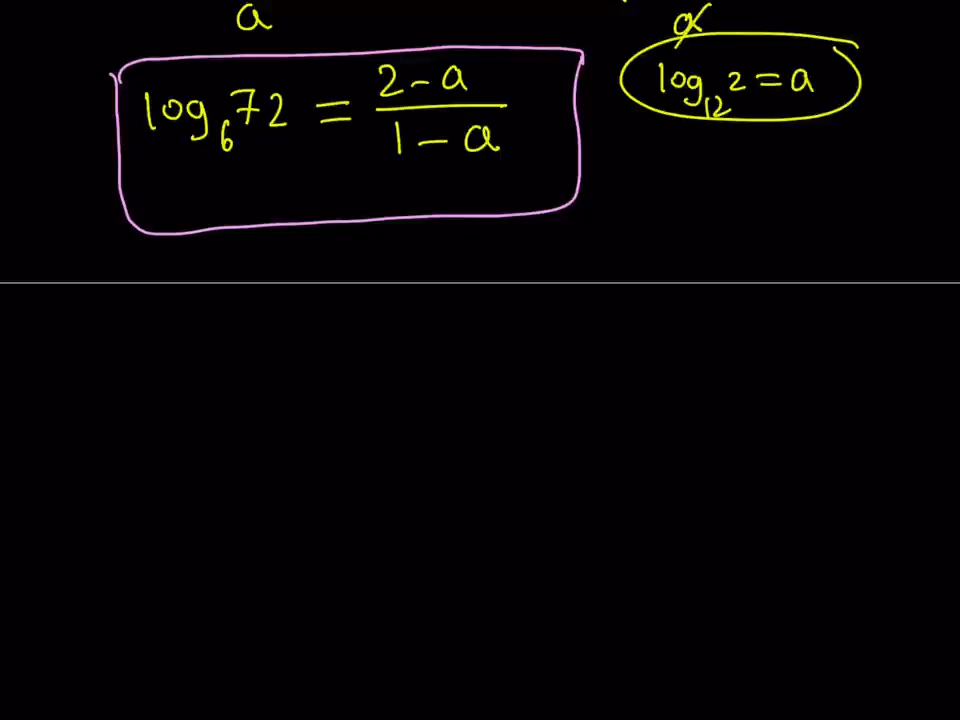 a
log₆72 = (2-a)/(1-a)
log₁₂2 = a